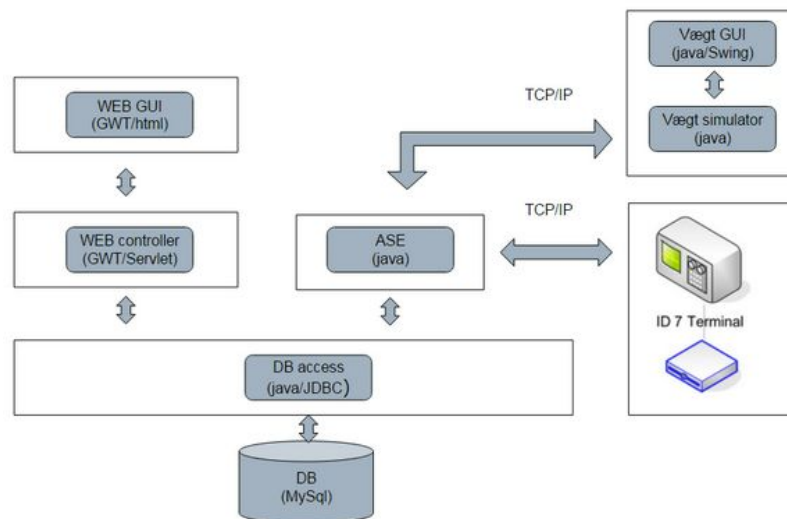 Vægt GUI
(java/Swing)
TCP/IP
WEB GUI
(GWT/html)
Vægt simulator
(java)
TCP/IP
WEB controller
(GWT/Servlet)
ASE
(java)
ID 7 Terminal
DB access
(java/JDBC)
DB
(MySql)